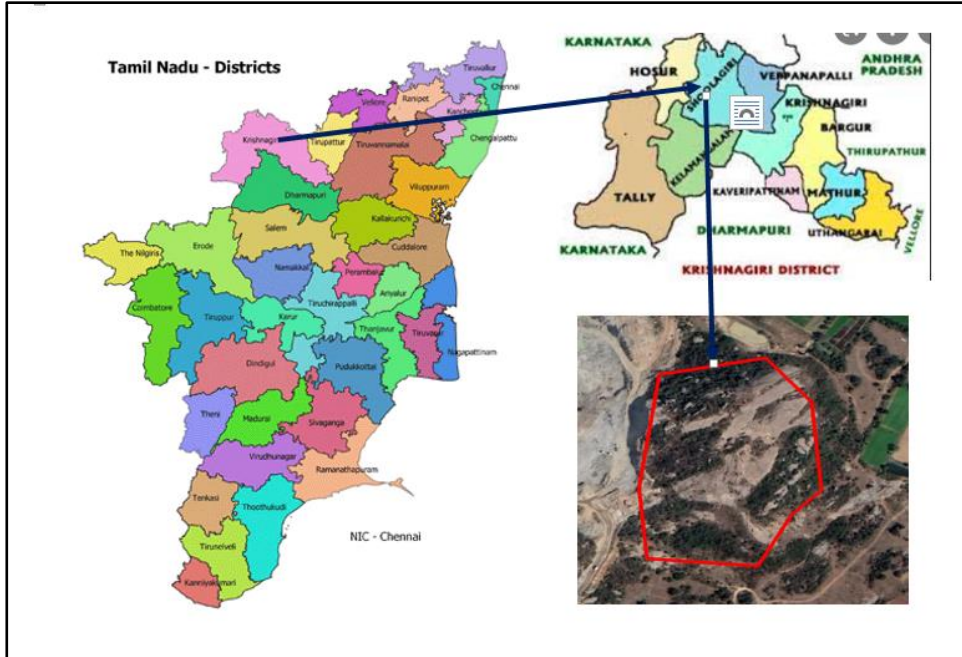 Tamil Nadu - Districts
Tiruvallur
Chennai
Vellore
Ranipet
Kanchee
Chengalpattu
Krishnagiri
Tirupattur
Tiruvannamalai
Dharmapuri
Viluppuram
Kallakurichi
Salem
Erode
The Nilgiris
Cuddalore
Namakkal
Perambalur
Ariyalur
Coimbatore
Tiruppur
Karur
Tiruchirappalli
Thanjavur
Tiruvarur
Nagapattinam
Dindigul
Pudukkottai
Theni
Madurai
Sivaganga
Virudhunagar
Ramanathapuram
Tenkasi
Thoothukudi
Tirunelveli
Kanniyakumari
NIC - Chennai
KARNATAKA
ANDHRA
PRADESH
HOSUR
SHOOLAGIRI
VEPPANAPALLI
KRISHNAGIRI
BARGUR
THIRUPATHUR
KELAMANGALAM
TALLY
KAVERIPATTINAM
MATHUR
UTHANGARAI
VELLORE
DHARMAPURI
KARNATAKA
KRISHNAGIRI DISTRICT